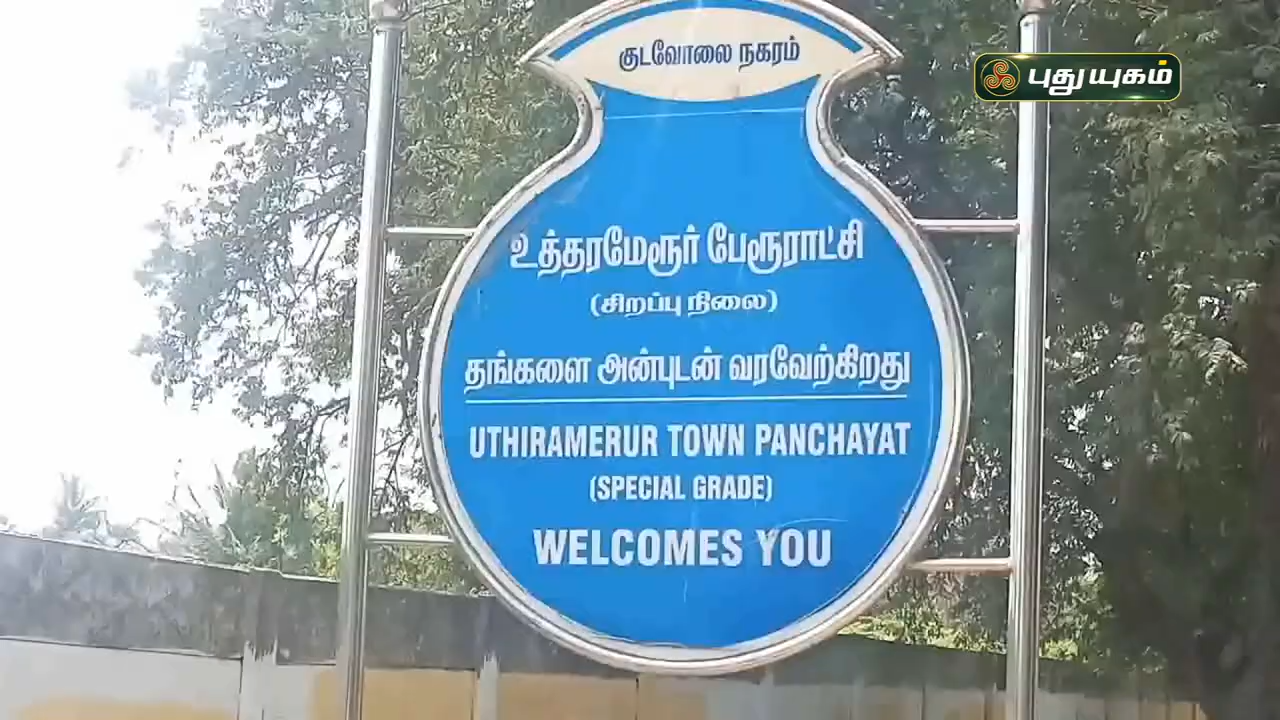 குடவோலை நகரம்
புதுயுகம்
உத்தரமேரூர் பேரூராட்சி
(சிறப்பு நிலை)
தங்களை அன்புடன் வரவேற்கிறது
UTHIRAMERUR TOWN PANCHAYAT
(SPECIAL GRADE)
WELCOMES YOU